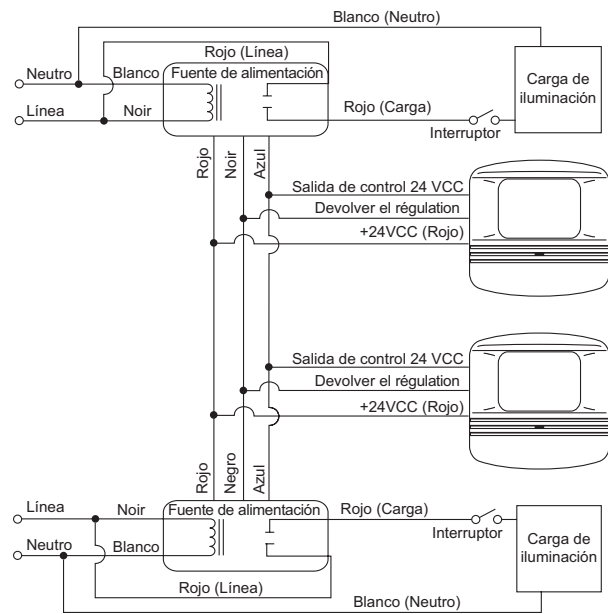 Blanco (Neutro)
Rojo (Línea)
Neutro
Blanco
Fuente de alimentación
Carga de
iluminación
Línea
Noir
Rojo (Carga)
Interruptor
Rojo
Noir
Azul
Salida de control 24 VCC
Devolver el régulation
+24VCC (Rojo)
Salida de control 24 VCC
Devolver el régulation
+24VCC (Rojo)
Rojo
Negro
Azul
Línea
Noir
Fuente de alimentación
Rojo (Carga)
Interruptor
Carga de
iluminación
Neutro
Blanco
Rojo (Línea)
Blanco (Neutro)